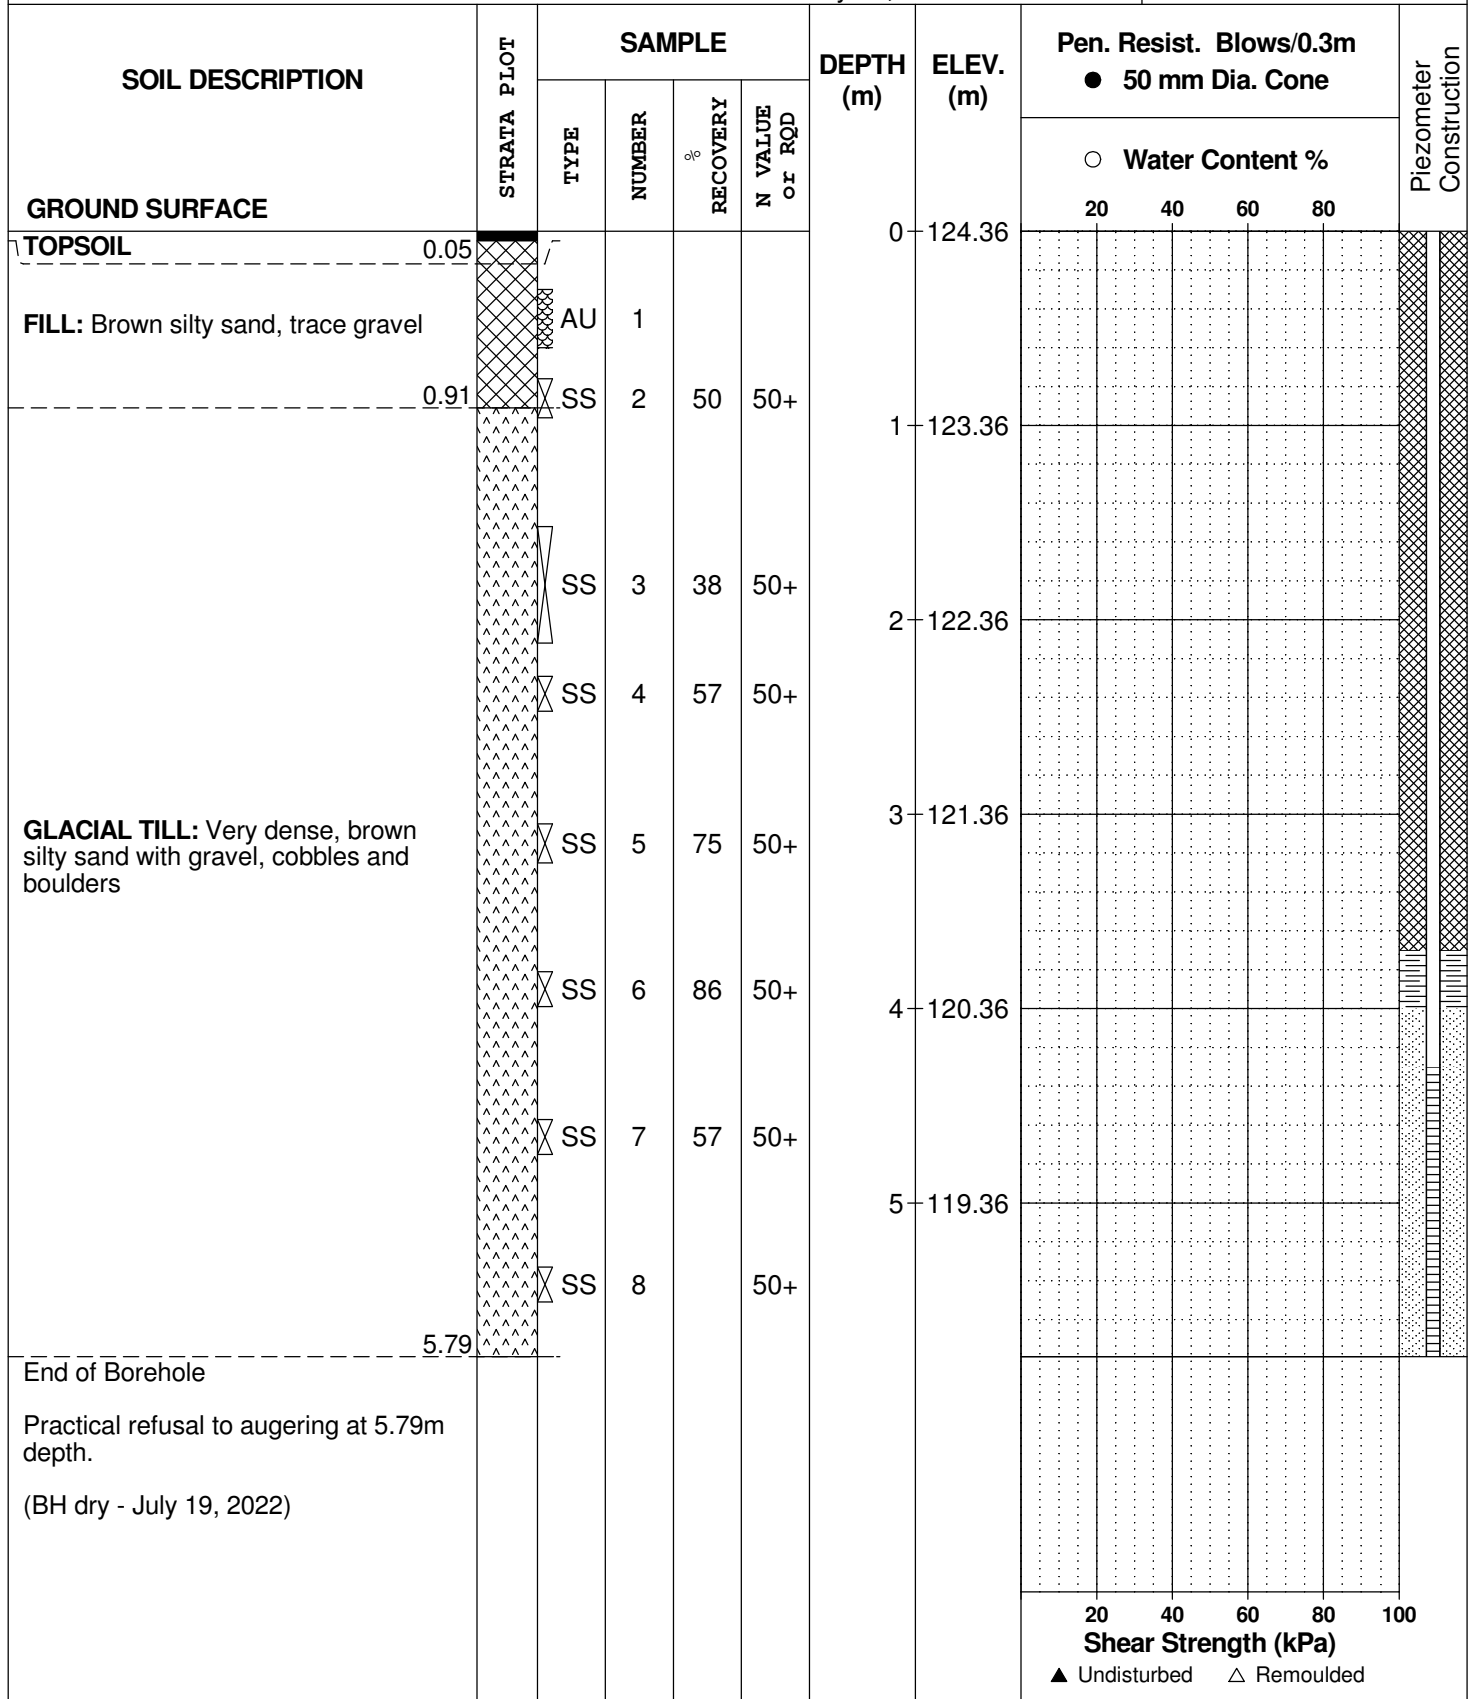 SOIL DESCRIPTION
GROUND SURFACE
STRATA PLOT
SAMPLE
TYPE
NUMBER
%
RECOVERY
N VALUE
or RQD
DEPTH
(m)
ELEV.
(m)
Pen. Resist. Blows/0.3m
● 50 mm Dia. Cone
○ Water Content %
20 40 60 80
Piezometer
Construction
TOPSOIL 0.05
0 124.36
FILL: Brown silty sand, trace gravel
AU 1
0.91
SS 2 50 50+
1 123.36
SS 3 38 50+
2 122.36
SS 4 57 50+
3 121.36
GLACIAL TILL: Very dense, brown
silty sand with gravel, cobbles and
boulders
SS 5 75 50+
SS 6 86 50+
4 120.36
SS 7 57 50+
5 119.36
SS 8 50+
5.79
End of Borehole
Practical refusal to augering at 5.79m
depth.
(BH dry - July 19, 2022)
20 40 60 80 100
Shear Strength (kPa)
▲ Undisturbed △ Remoulded